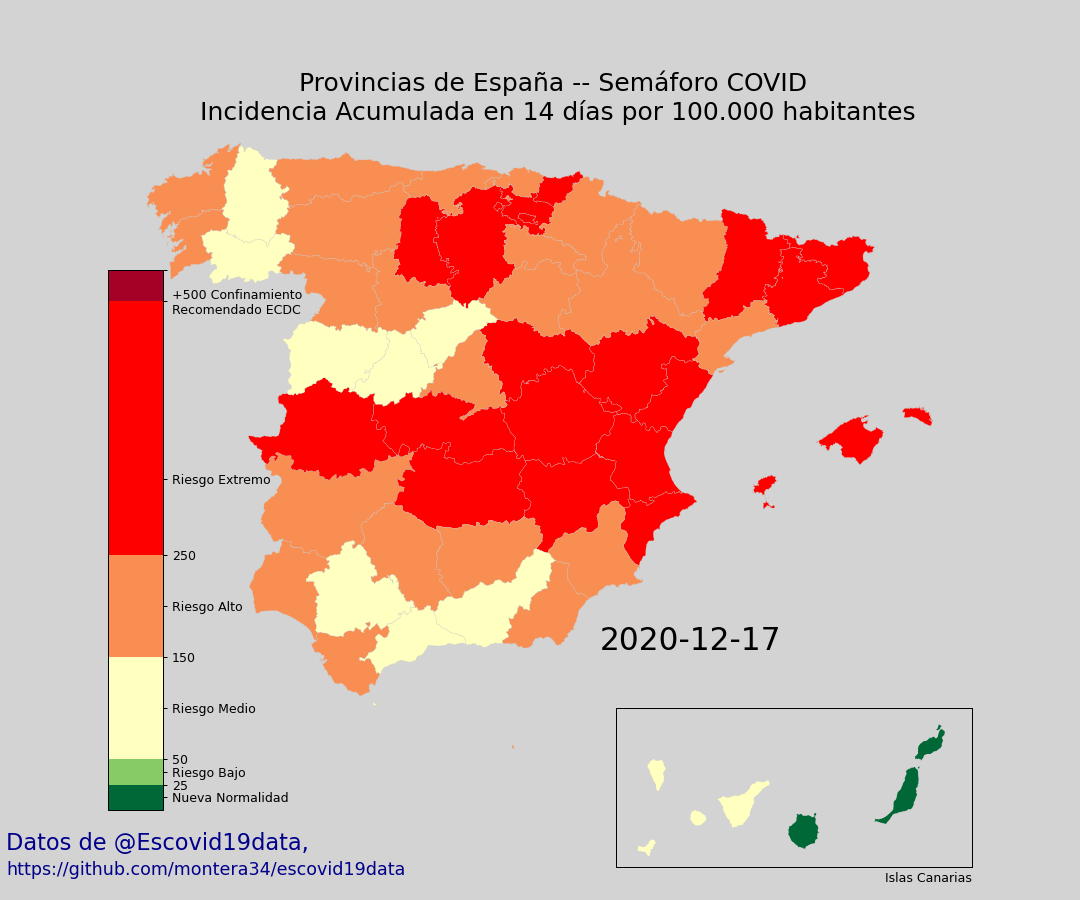 Provincias de España -- Semáforo COVID
Incidencia Acumulada en 14 días por 100.000 habitantes
+500 Confinamiento
Recomendado ECDC
Riesgo Extremo
250
Riesgo Alto
150
Riesgo Medio
50
Riesgo Bajo
25
Nueva Normalidad
2020-12-17
Islas Canarias
Datos de @Escovid19data,
https://github.com/montera34/escovid19data